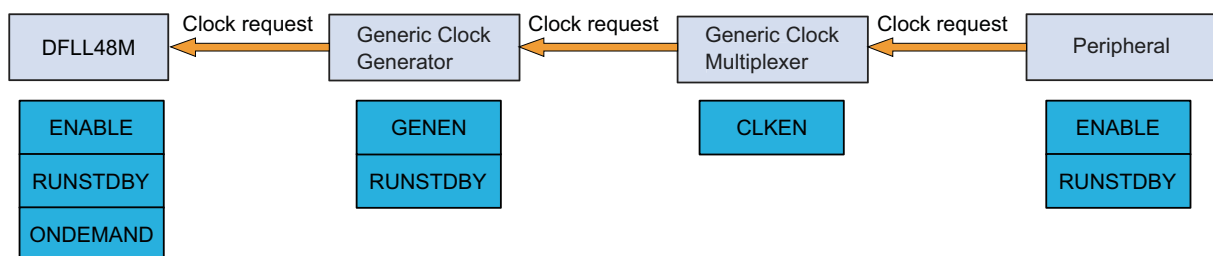 DFLL48M
Clock request
Generic Clock
Generator
Clock request
Generic Clock
Multiplexer
Clock request
Peripheral
ENABLE
RUNSTDBY
ONDEMAND
GENEN
RUNSTDBY
CLKEN
ENABLE
RUNSTDBY